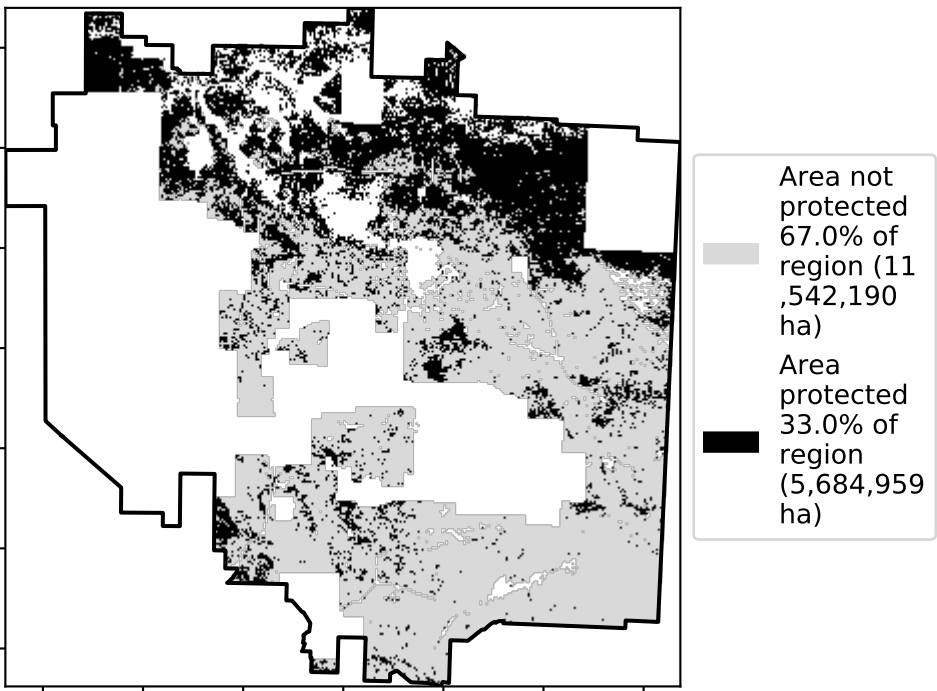 Area not
protected
67.0% of
region (11
,542,190
ha)
Area
protected
33.0% of
region
(5,684,959
ha)